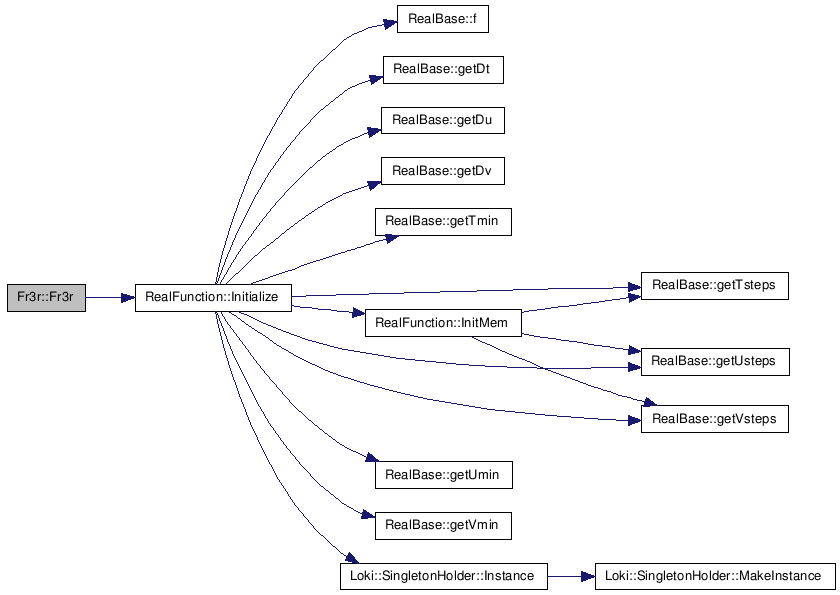 RealBase::f
RealBase::getDt
RealBase::getDu
RealBase::getDv
RealBase::getTmin
RealBase::getTsteps
Fr3r::Fr3r
RealFunction::Initialize
RealFunction::InitMem
RealBase::getUsteps
RealBase::getVsteps
RealBase::getUmin
RealBase::getVmin
Loki::SingletonHolder::Instance
Loki::SingletonHolder::MakeInstance